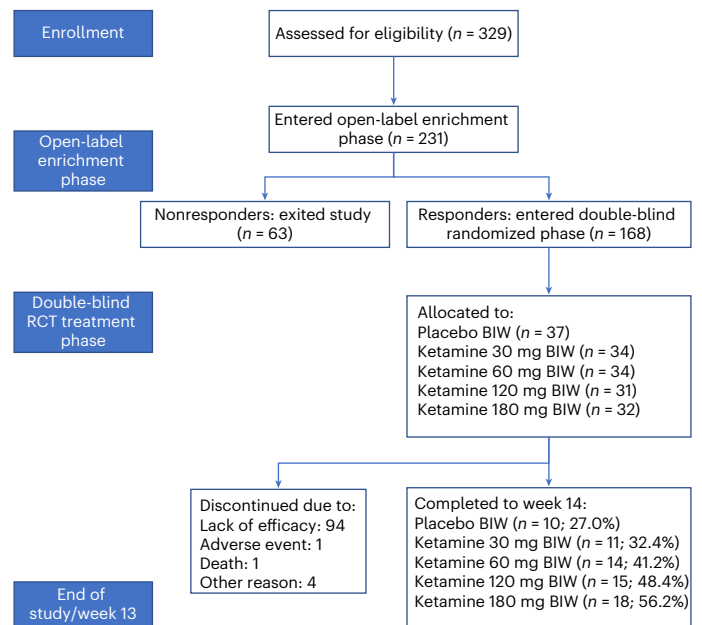 Enrollment
Assessed for eligibility (n = 329)
Open-label
enrichment
phase
Entered open-label enrichment
phase (n = 231)
Nonresponders: exited study
(n = 63)
Responders: entered double-blind
randomized phase (n = 168)
Double-blind
RCT treatment
phase
Allocated to:
Placebo BIW (n = 37)
Ketamine 30 mg BIW (n = 34)
Ketamine 60 mg BIW (n = 34)
Ketamine 120 mg BIW (n = 31)
Ketamine 180 mg BIW (n = 32)
Discontinued due to:
Lack of efficacy: 94
Adverse event: 1
Death: 1
Other reason: 4
Completed to week 14:
Placebo BIW (n = 10; 27.0%)
Ketamine 30 mg BIW (n = 11; 32.4%)
Ketamine 60 mg BIW (n = 14; 41.2%)
Ketamine 120 mg BIW (n = 15; 48.4%)
Ketamine 180 mg BIW (n = 18; 56.2%)
End of
study/week 13